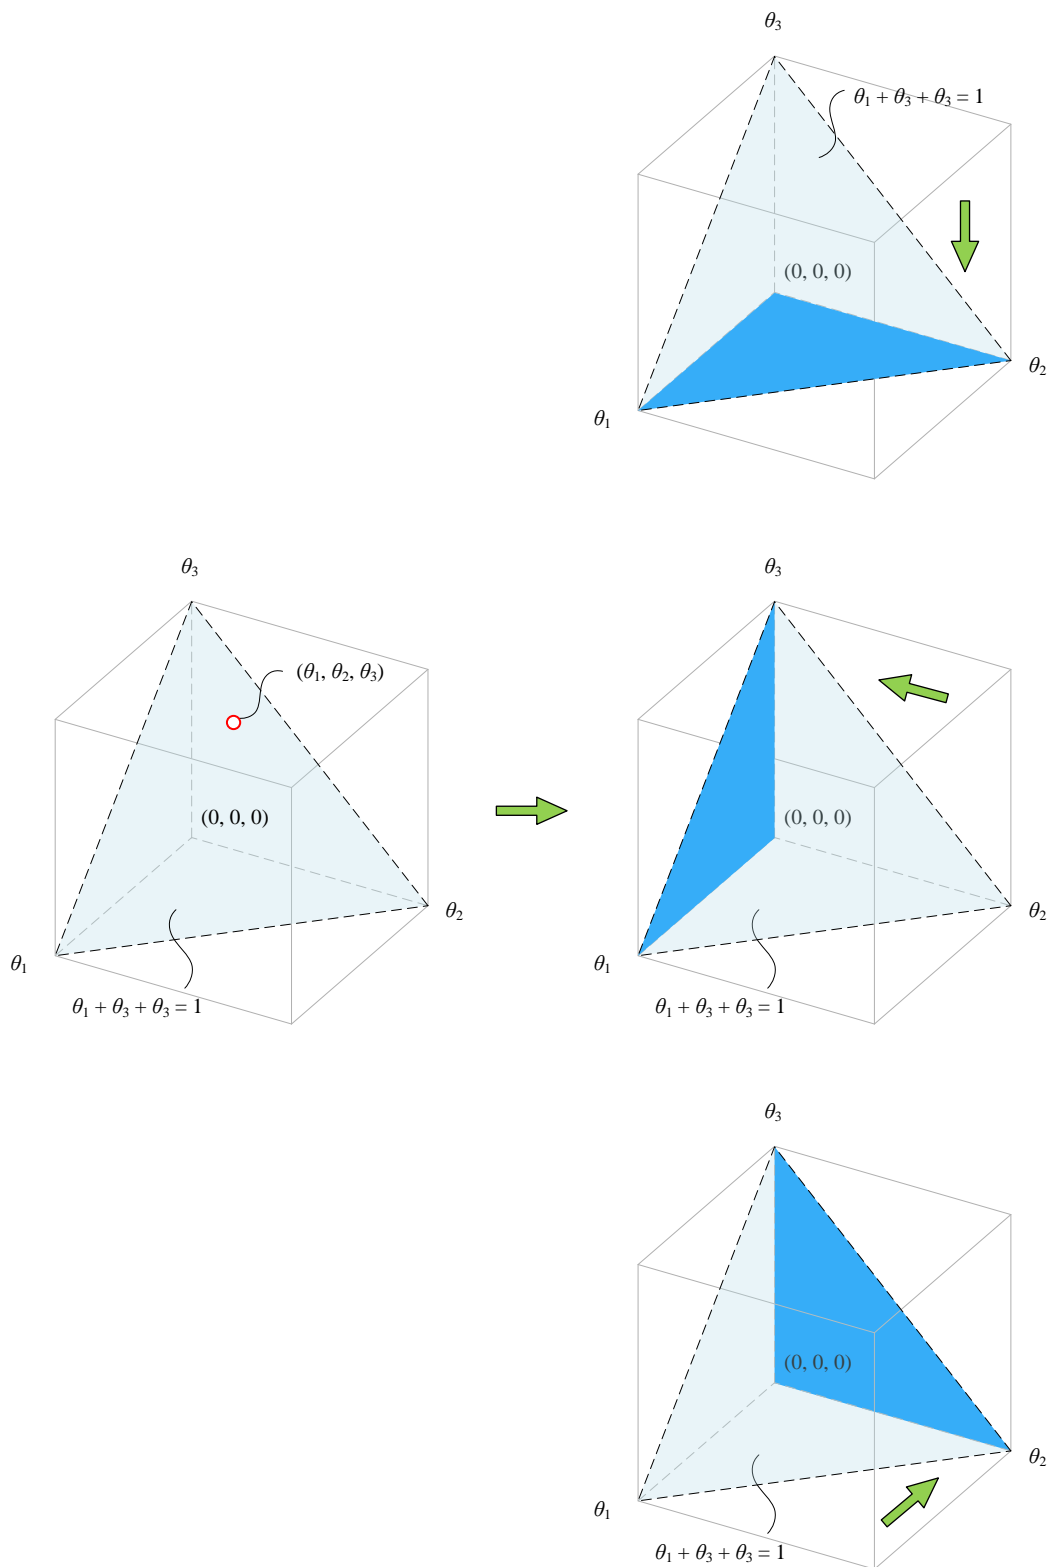 θ3
θ1 + θ3 + θ3 = 1
(0, 0, 0)
θ2
θ1
θ3
(θ1, θ2, θ3)
(0, 0, 0)
θ2
θ1
θ1 + θ3 + θ3 = 1
θ3
(0, 0, 0)
θ2
θ1
θ1 + θ3 + θ3 = 1
θ3
(0, 0, 0)
θ2
θ1
θ1 + θ3 + θ3 = 1